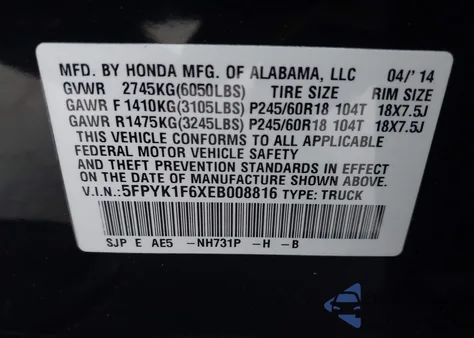 MFD. BY HONDA MFG. OF ALABAMA, LLC 04/' 14
GVWR 2745KG(6050LBS) TIRE SIZE RIM SIZE
GAWR F 1410KG(3105LBS) P245/60R18 104T 18X7.5J
GAWR R1475KG(3245LBS) P245/60R18 104T 18X7.5J
THIS VEHICLE CONFORMS TO ALL APPLICABLE
FEDERAL MOTOR VEHICLE SAFETY
AND THEFT PREVENTION STANDARDS IN EFFECT
ON THE DATE OF MANUFACTURE SHOWN ABOVE.
V.I.N.:5FPYK1F6XEB008816 TYPE: TRUCK
SJP E AE5 -NH731P -H -B